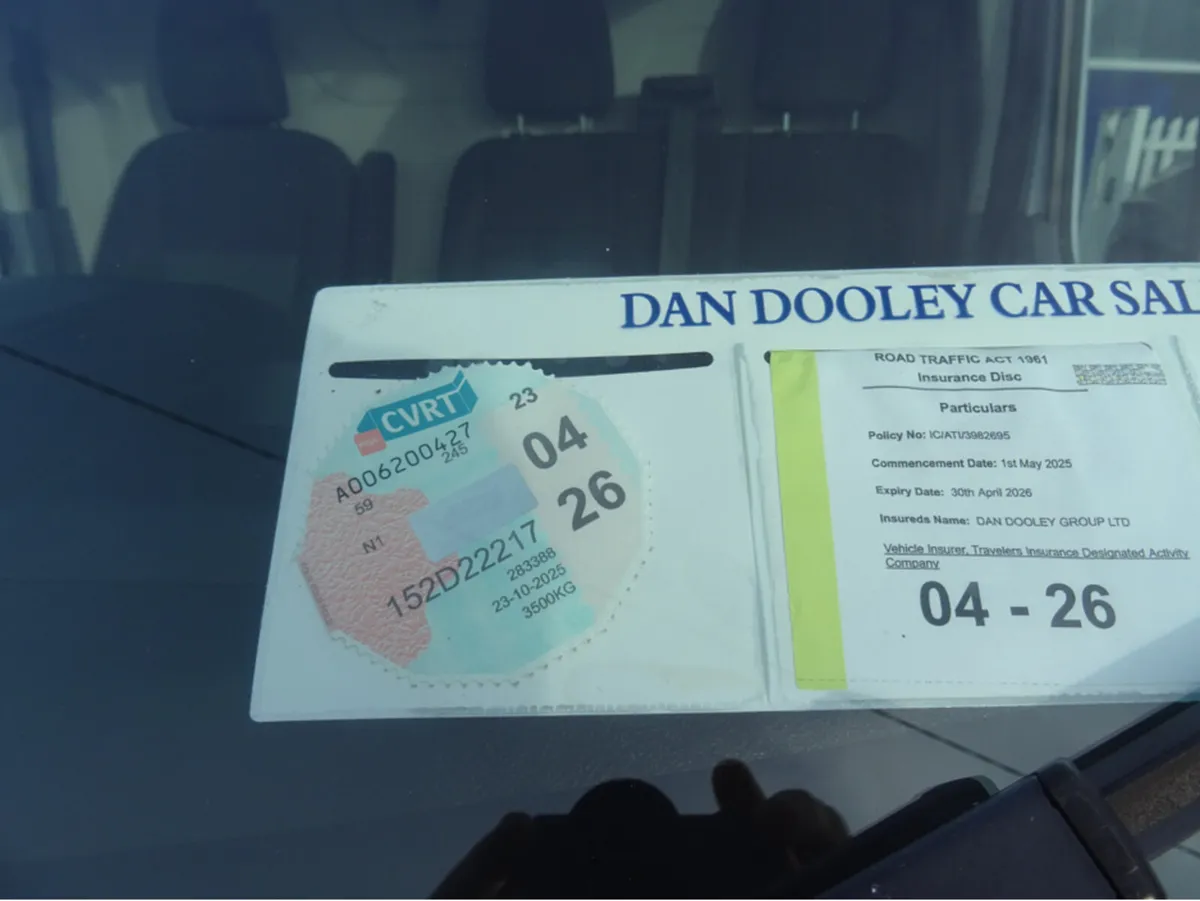 DAN DOOLEY CAR SAL
CVRT
23
A006200427
245
04
59
26
N1
152D22217
283388
23-10-2025
3500KG
ROAD TRAFFIC ACT 1961
Insurance Disc
Particulars
Policy No: IC/ATI/3982695
Commencement Date: 1st May 2025
Expiry Date: 30th April 2026
Insureds Name: DAN DOOLEY GROUP LTD
Vehicle Insurer, Travelers Insurance Designated Activity
Company
04 - 26